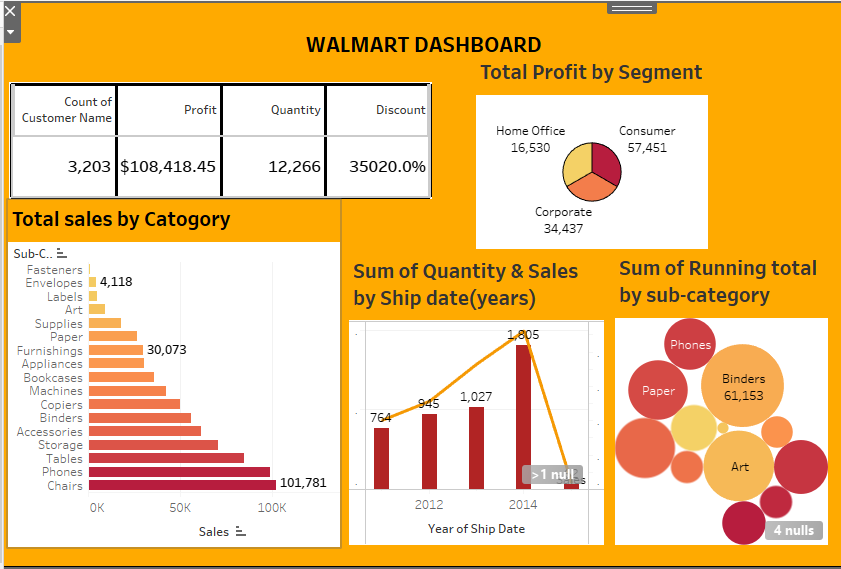 WALMART DASHBOARD
Count of
Customer Name
Profit
Quantity
Discount
3,203
$108,418.45
12,266
35020.0%
Total Profit by Segment
Home Office
16,530
Consumer
57,451
Corporate
34,437
Total sales by Catogory
Sub-C..
Fasteners
Envelopes 4,118
Labels
Art
Supplies
Paper
Furnishings 30,073
Appliances
Bookcases
Machines
Copiers
Binders
Accessories
Storage
Tables
Phones
Chairs 101,781
0K 50K 100K
Sales
Sum of Quantity & Sales
by Ship date(years)
1,805
1,027
945
764
>1 null
2012 2014
Year of Ship Date
Sum of Running total
by sub-category
Phones
Binders
61,153
Paper
Art
4 nulls